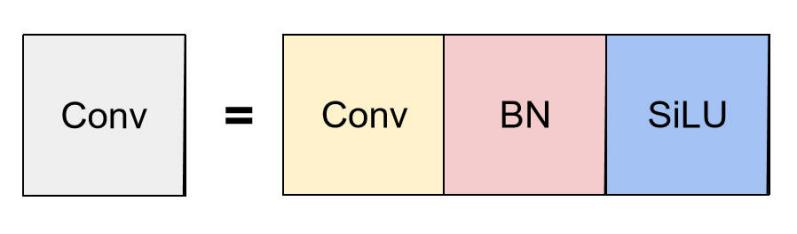 Conv = Conv BN SiLU